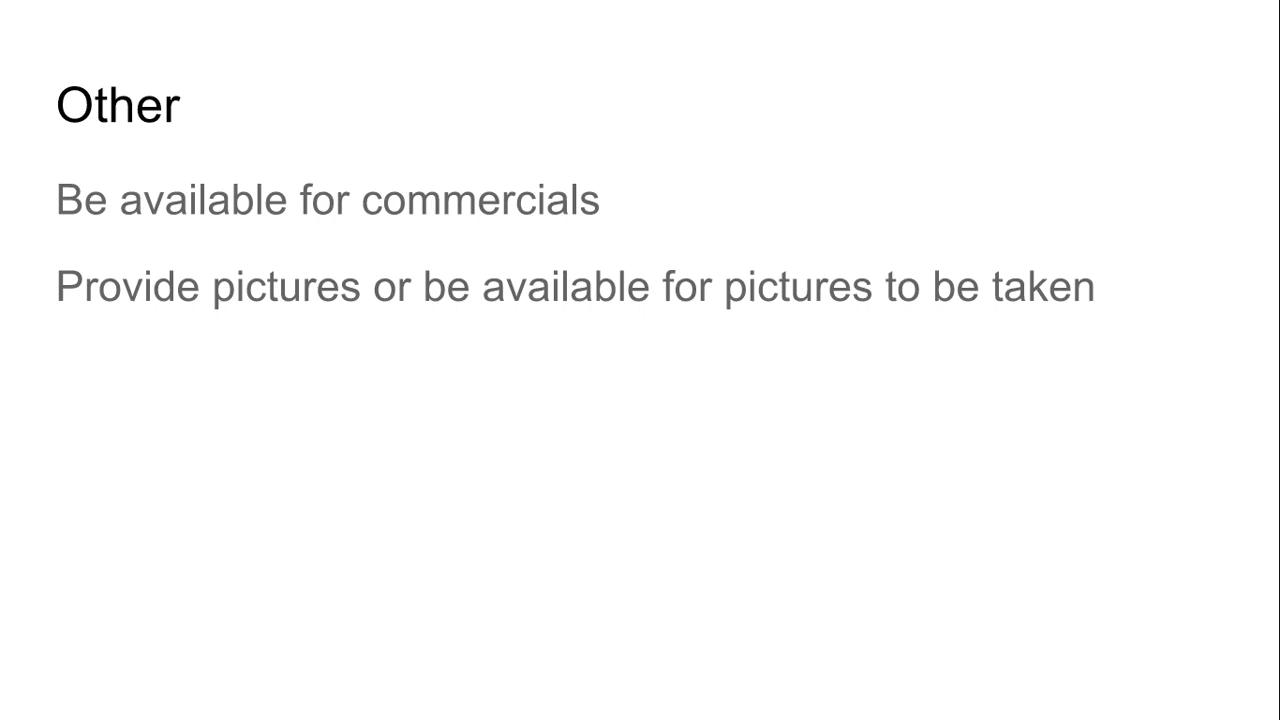 Other
Be available for commercials
Provide pictures or be available for pictures to be taken